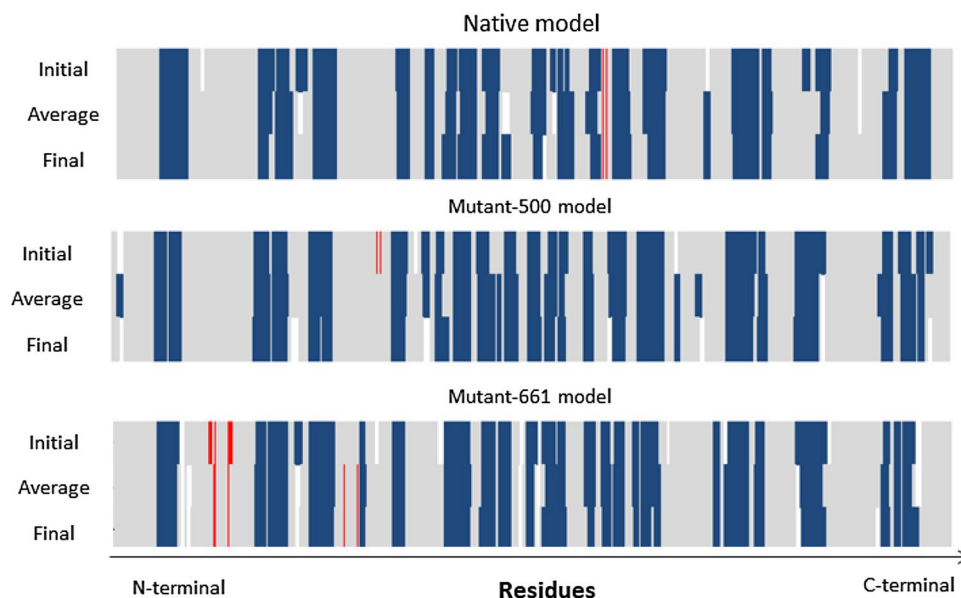 Native model
Initial
Average
Final
Mutant-500 model
Initial
Average
Final
Mutant-661 model
Initial
Average
Final
N-terminal Residues C-terminal